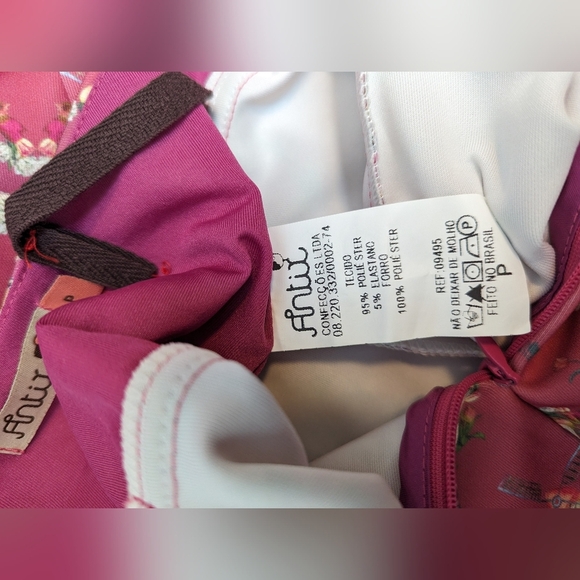 Antix
CONFECÇÕES LTDA
08.220.332/0002-74
TECIDO
95% POLIÉSTER
5% ELASTANO
FORRO
100% POLIÉSTER
REF:09495
NÃO DEIXAR DE MOLHO
P
FEITO NO BRASIL
P
Antix
P